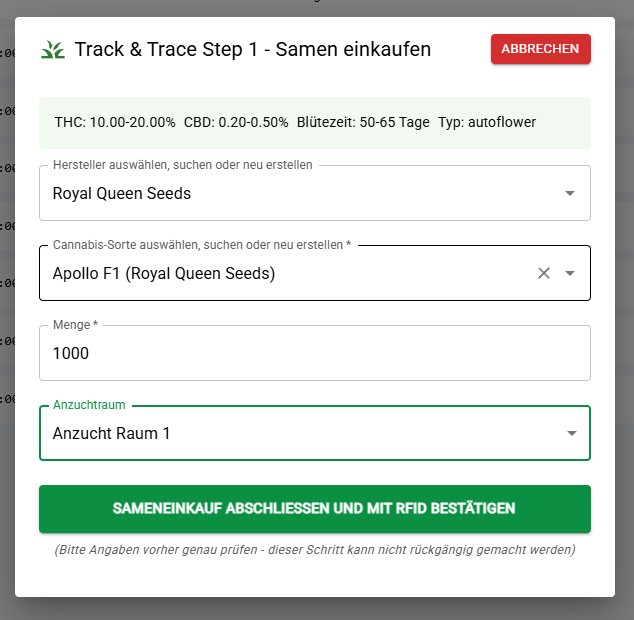 Track & Trace Step 1 - Samen einkaufen
ABBRECHEN
THC: 10.00-20.00% CBD: 0.20-0.50% Blütezeit: 50-65 Tage Typ: autoflower
Hersteller auswählen, suchen oder neu erstellen
Royal Queen Seeds
Cannabis-Sorte auswählen, suchen oder neu erstellen *
Apollo F1 (Royal Queen Seeds)
Menge *
1000
Anzuchtraum
Anzucht Raum 1
SAMENEINKAUF ABSCHLIESSEN UND MIT RFID BESTÄTIGEN
(Bitte Angaben vorher genau prüfen - dieser Schritt kann nicht rückgängig gemacht werden)